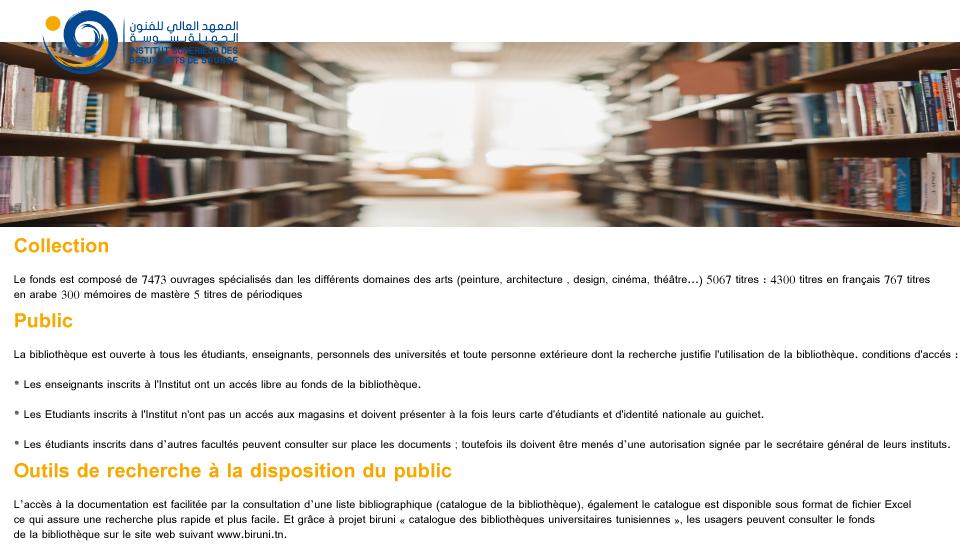 المعهد العالي للفنون
الجميلة بسوسة
INSTITUT SUPERIEUR DES
BEAUX ARTS DE SOUSSE
Collection
Le fonds est composé de 7473 ouvrages spécialisés dan les différents domaines des arts (peinture, architecture , design, cinéma, théâtre...) 5067 titres : 4300 titres en français 767 titres
en arabe 300 mémoires de mastère 5 titres de périodiques
Public
La bibliothèque est ouverte à tous les étudiants, enseignants, personnels des universités et toute personne extérieure dont la recherche justifie l'utilisation de la bibliothèque. conditions d'accés :
* Les enseignants inscrits à l'Institut ont un accés libre au fonds de la bibliothèque.
* Les Etudiants inscrits à l'Institut n'ont pas un accés aux magasins et doivent présenter à la fois leurs carte d'étudiants et d'identité nationale au guichet.
* Les étudiants inscrits dans d'autres facultés peuvent consulter sur place les documents ; toutefois ils doivent être menés d'une autorisation signée par le secrétaire général de leurs instituts.
Outils de recherche à la disposition du public
L'accès à la documentation est facilitée par la consultation d'une liste bibliographique (catalogue de la bibliothèque), également le catalogue est disponible sous format de fichier Excel
ce qui assure une recherche plus rapide et plus facile. Et grâce à projet biruni « catalogue des bibliothèques universitaires tunisiennes », les usagers peuvent consulter le fonds
de la bibliothèque sur le site web suivant www.biruni.tn.